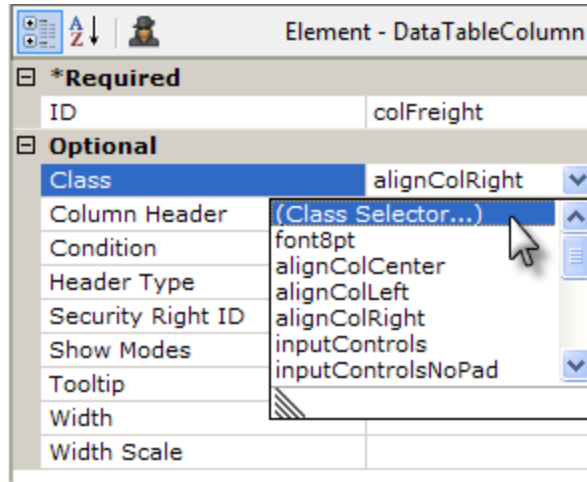 Element - DataTableColumn
*Required
ID colFreight
Optional
Class alignColRight
Column Header (Class Selector...)
font8pt
Condition alignColCenter
Header Type alignColLeft
Security Right ID alignColRight
Show Modes inputControls
inputControlsNoPad
Tooltip
Width
Width Scale